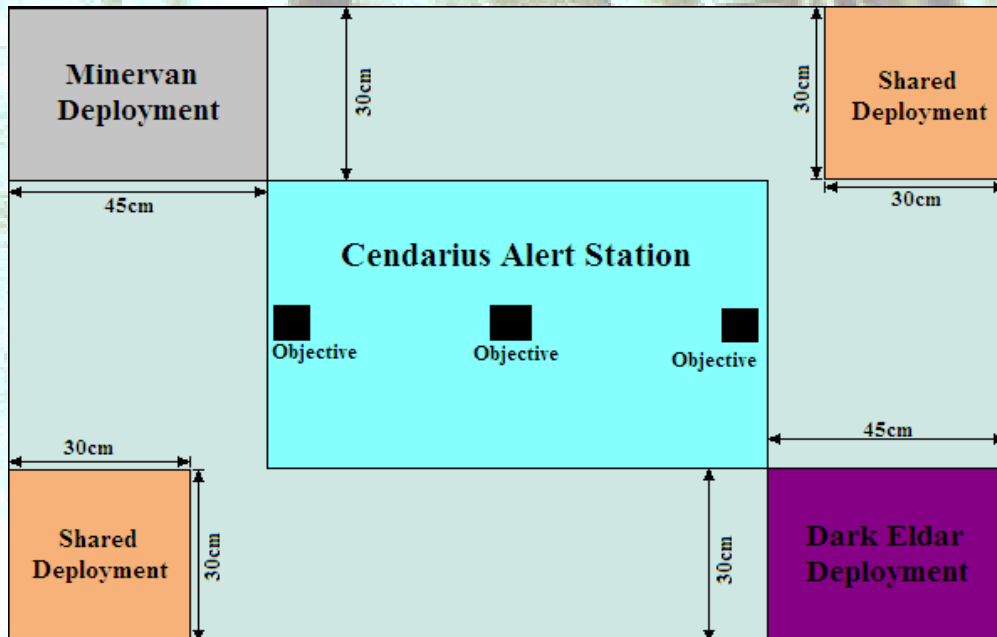 Minervan
Deployment
30cm
30cm
Shared
Deployment
45cm
30cm
Cendarius Alert Station
Objective
Objective
Objective
30cm
45cm
Shared
Deployment
30cm
30cm
Dark Eldar
Deployment